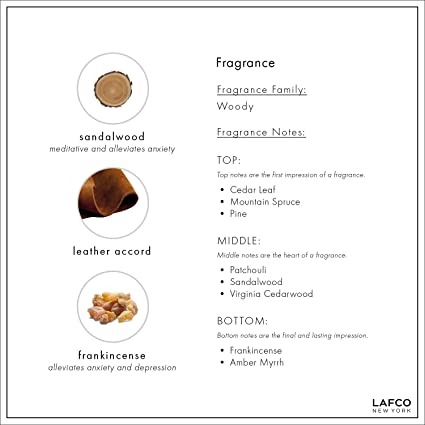 sandalwood
meditative and alleviates anxiety
leather accord
frankincense
alleviates anxiety and depression
Fragrance
Fragrance Family:
Woody
Fragrance Notes:
TOP:
Top notes are the first impression of a fragrance.
• Cedar Leaf
• Mountain Spruce
• Pine
MIDDLE:
Middle notes are the heart of a fragrance.
• Patchouli
• Sandalwood
• Virginia Cedarwood
BOTTOM:
Bottom notes are the final and lasting impression.
• Frankincense
• Amber Myrrh
LAFCO
NEW YORK